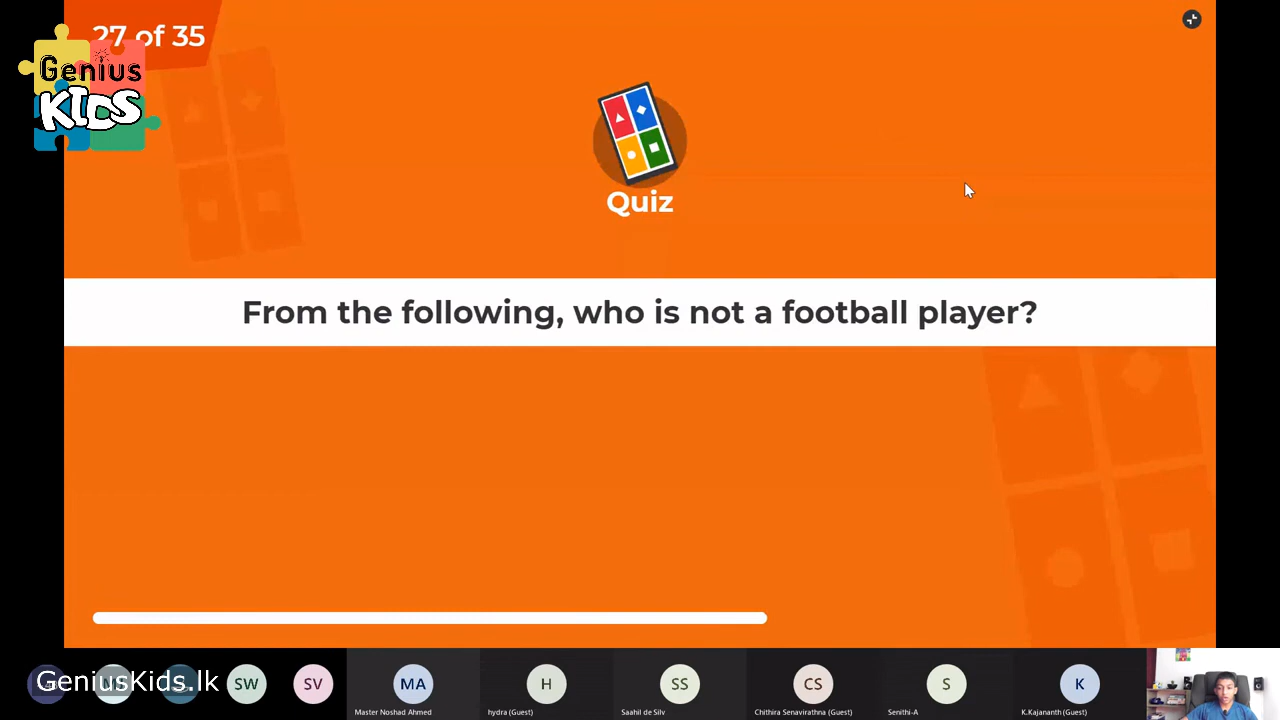 27 of 35
Genius
KIDS
Quiz
From the following, who is not a football player?
GeniusKids.lk
SW
SV
MA
H
SS
CS
S
K
Master Noshad Ahmed
hydra (Guest)
Saahil de Silv
Chithira Senavirathna (Guest)
Senithi-A
K.Kajananth (Guest)